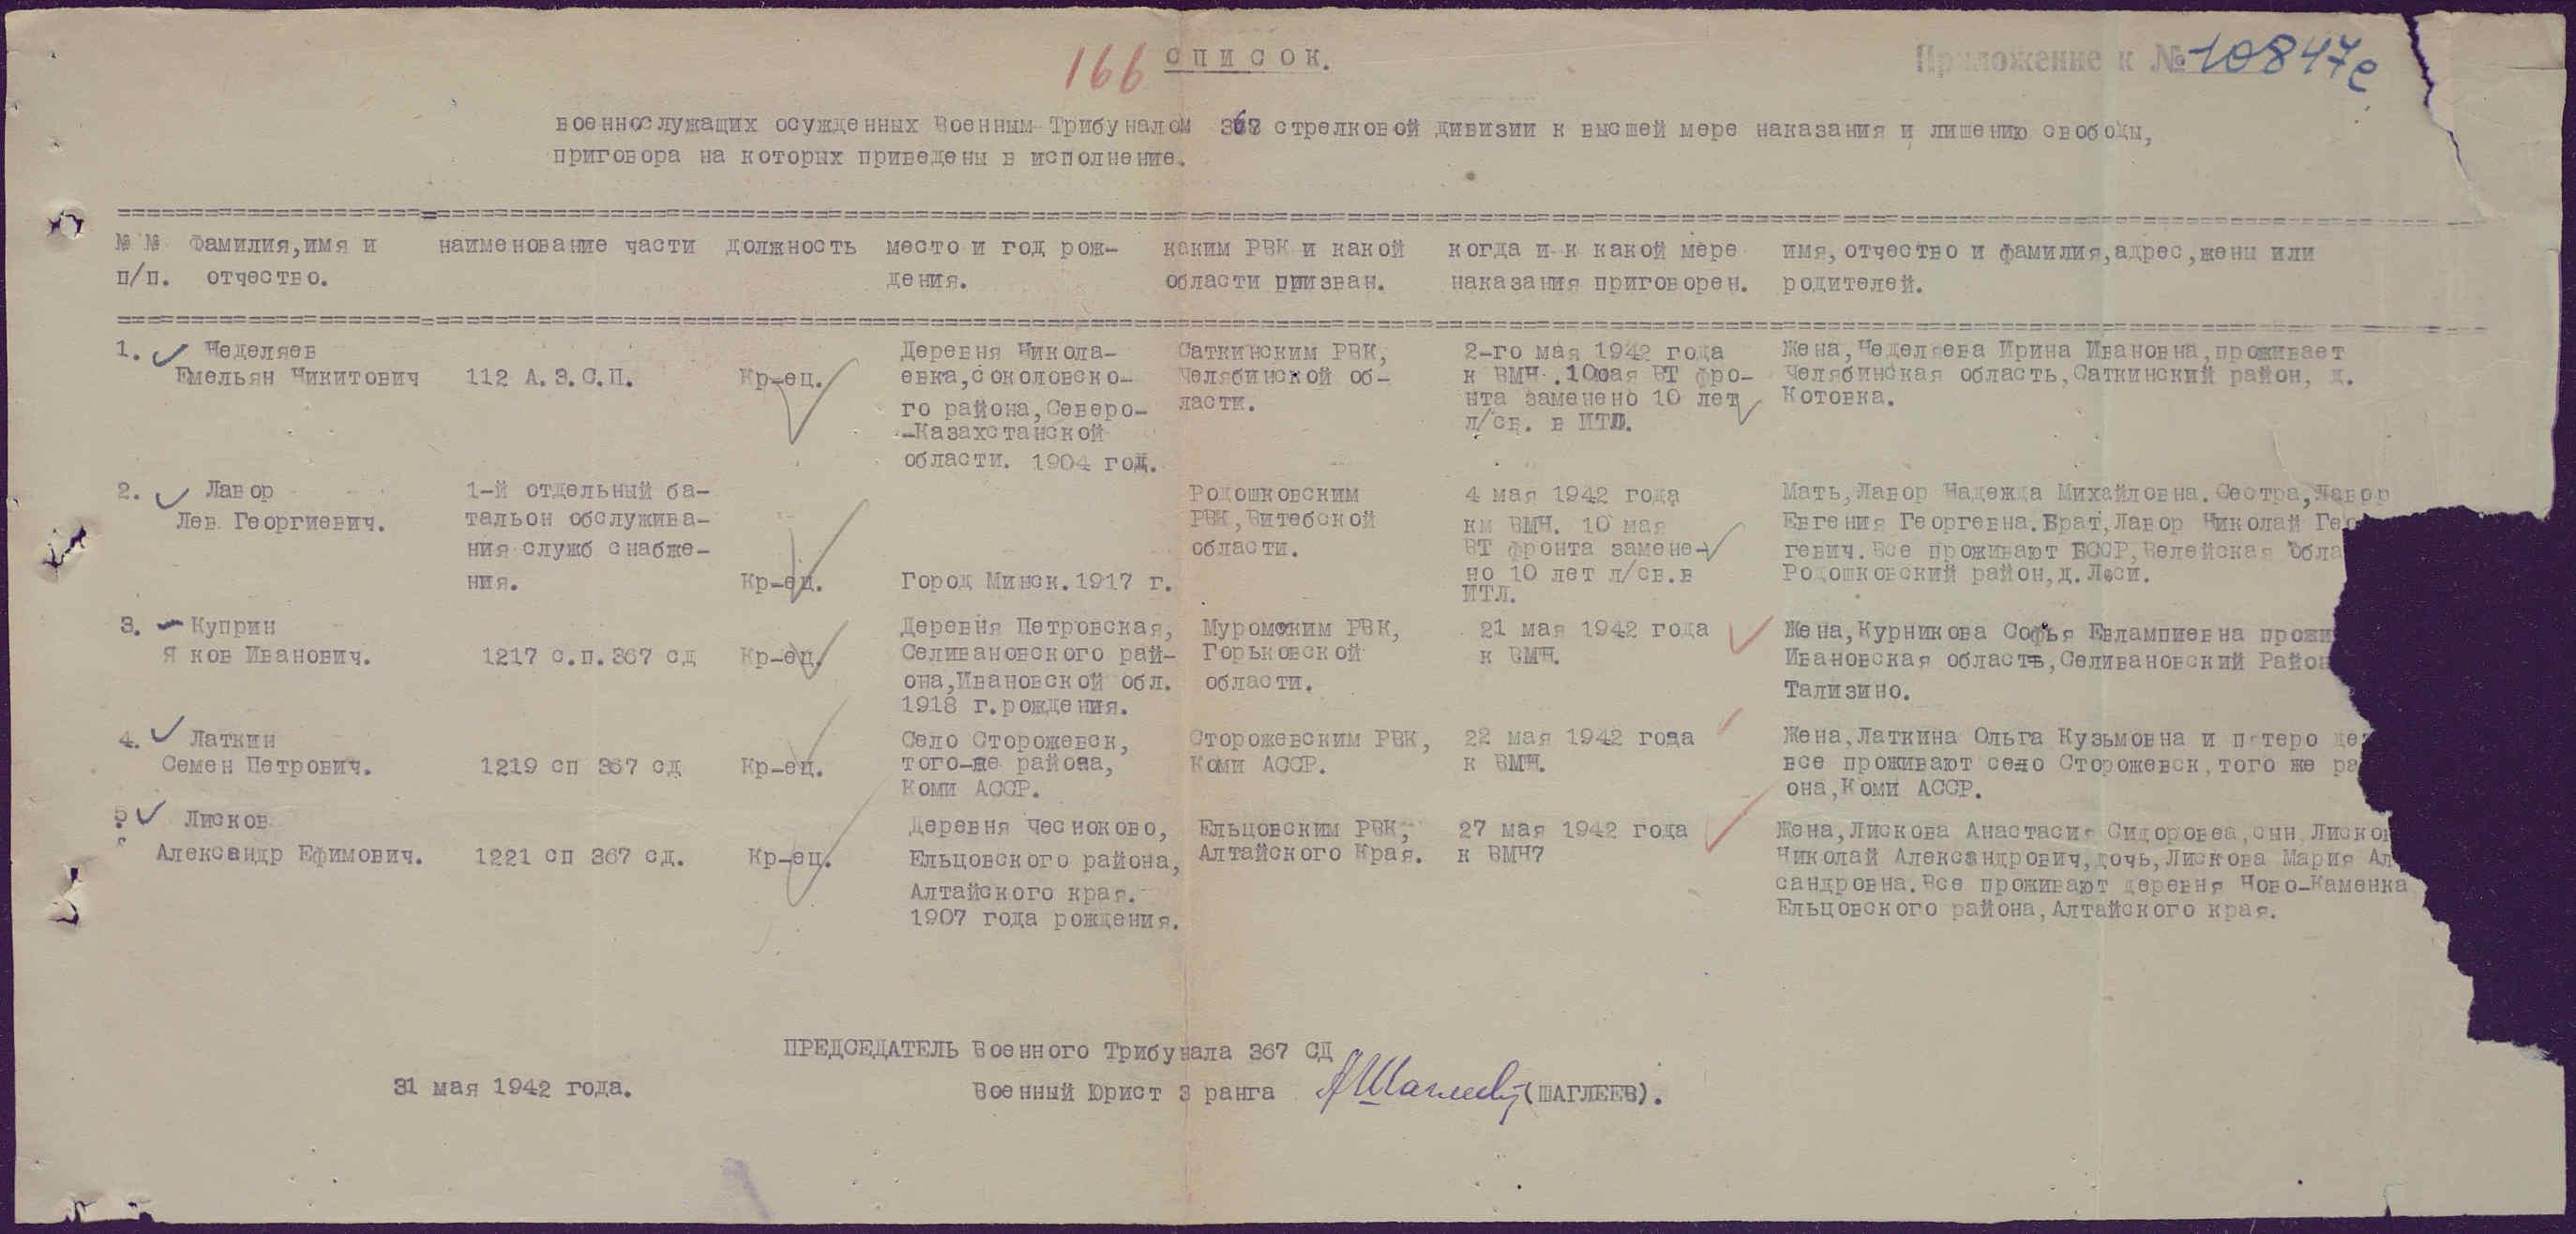 166 СПИСОК.
Приложение к № 10847с
военнослужащих осужденных Военным Трибуналом 367 стрелковой дивизии к высшей мере наказания и лишению свободы,
приговора на которых приведены в исполнение.
№ № фамилия,имя и наименование части должность место и год рож- каким РВК и какой когда и к какой мере имя, отчество и фамилия,адрес,жены или
п/п. отчество. дения. области призван. наказания приговорен. родителей.
1. Неделяев Деревня Никола- Саткинским РВК, 2-го мая 1942 года Жена,Неделяева Ирина Ивановна,проживает
Емельян Никитович 112 А.З.С.П. Кр-ец. евка,соколовско- Челябинской об- к ВМН .10мая ВТ фро- Челябинская область,Саткинский район, д.
го района,Северо- ласти. нта заменено 10 лет Котовка.
-Казахстанской л/св. в ИТЛ.
области. 1904 год.
2. Лавор 1-й отдельный ба- Родошковским 4 мая 1942 года Мать,Лавор Надежда Михайловна.Сестра,Лавор
Лев Георгиевич. тальон обслужива- РВК,Витебской км ВМН. 10 мая Евгения Георгевна.Брат,Лавор Николай Геор
ния служб снабже- области. ВТ фронта замене- гевич.Все проживают БССР,Велейская обла
ния. Кр-ец. Город Минск.1917 г. но 10 лет л/св.в Родошковский район,д.Леси.
ИТЛ.
3. Куприн Деревня Петровская, Муромским РВК, 21 мая 1942 года Жена,Курникова Софья Евлампиевна прожи
Яков Иванович. 1217 с.п.367 сд Кр-ец. Селивановского рай- Горьковской к ВМН. Ивановская область,Селивановский Район
она,Ивановской обл. области. Тализино.
1918 г.рождения.
4. Латкин Село Сторожевск, Сторожевским РВК, 22 мая 1942 года Жена,Латкина Ольга Кузьмовна и пятеро де
Семен Петрович. 1219 сп 367 сд Кр-ец. того-же района, Коми АССР. к ВМН. все проживают село Сторожевск,того же ра
Коми АССР. она,Коми АССР.
5. Лисков Деревня Чесноково, Ельцовским РВК, 27 мая 1942 года Жена,Лискова Анастасия Сидоровеа,сын,Лисков
Александр Ефимович. 1221 сп 367 сд. Кр-ец. Ельцовского района, Алтайского Края. к ВМН7 Николай Александрович,дочь,Лискова Мария Ал
Алтайского края. сандровна.Все проживают деревня Ново-Каменка
1907 года рождения. Ельцовского района,Алтайского края.
ПРЕДСЕДАТЕЛЬ Военного Трибунала 367 СД
31 мая 1942 года. Военный Юрист 3 ранга АШаглеев (ШАГЛЕЕВ).